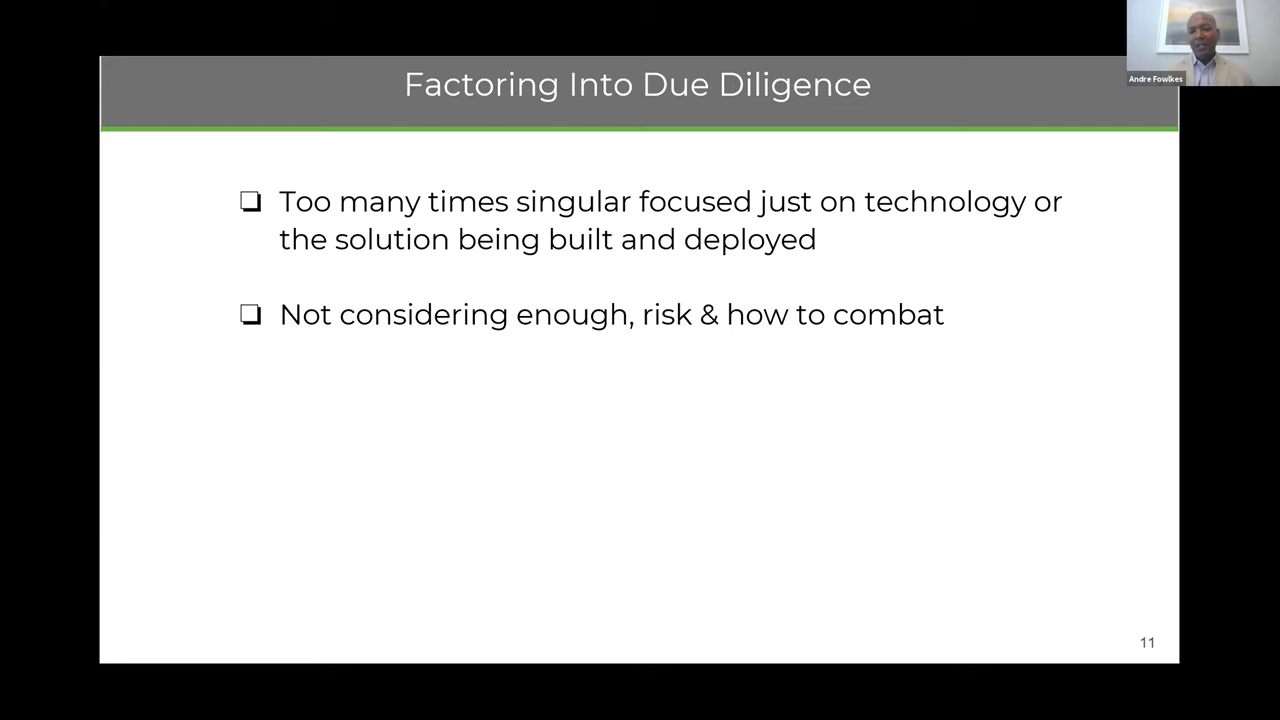 Factoring Into Due Diligence
Andre Fowlkes
❏ Too many times singular focused just on technology or
the solution being built and deployed
❏ Not considering enough, risk & how to combat
11